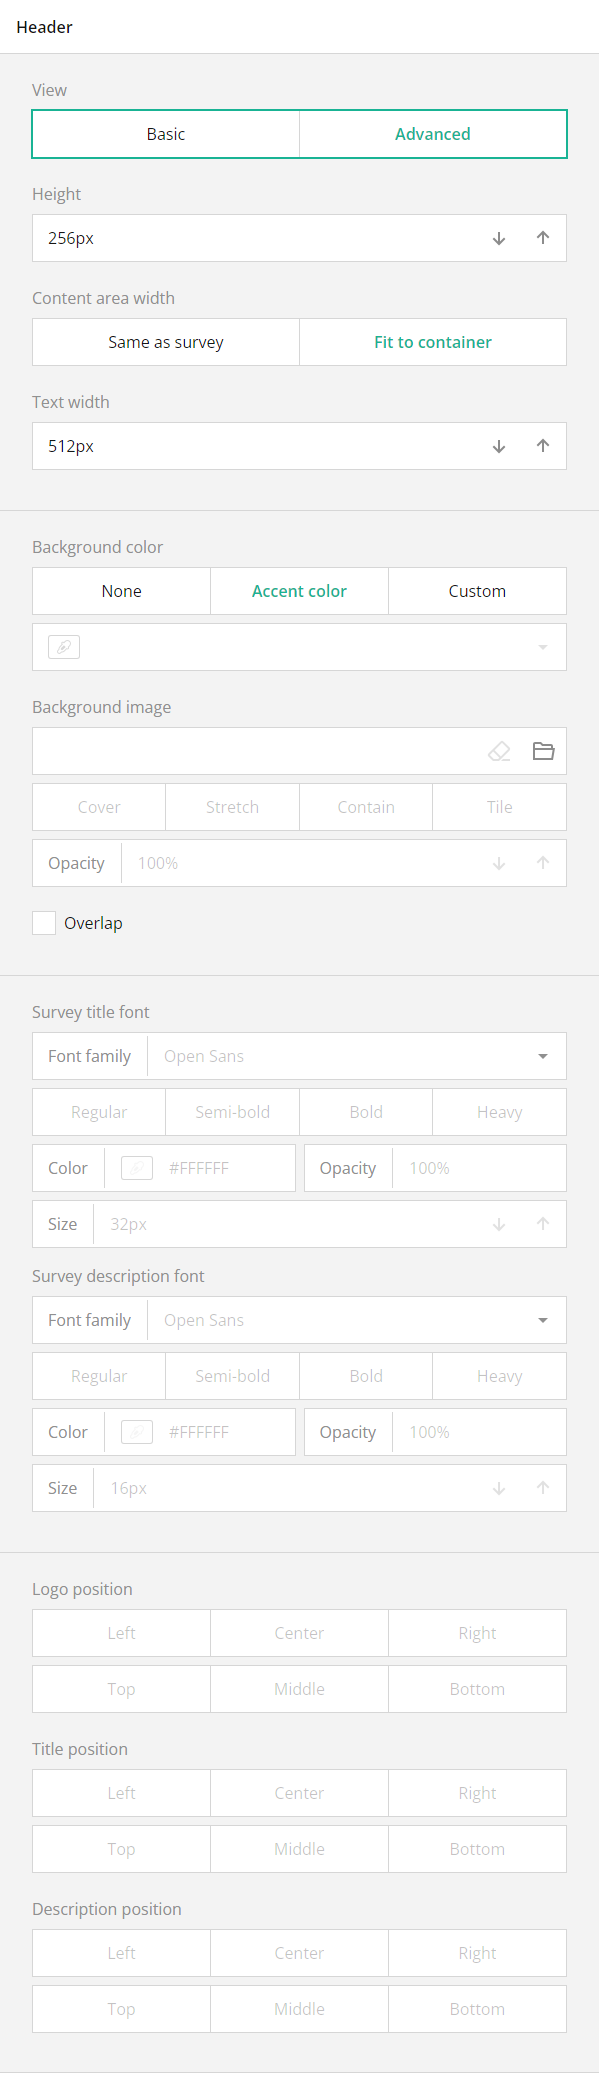 Header
View
Basic Advanced
Height
256px
Content area width
Same as survey Fit to container
Text width
512px
Background color
None Accent color Custom
Background image
Cover Stretch Contain Tile
Opacity 100%
Overlap
Survey title font
Font family Open Sans
Regular Semi-bold Bold Heavy
Color #FFFFFF Opacity 100%
Size 32px
Survey description font
Font family Open Sans
Regular Semi-bold Bold Heavy
Color #FFFFFF Opacity 100%
Size 16px
Logo position
Left Center Right
Top Middle Bottom
Title position
Left Center Right
Top Middle Bottom
Description position
Left Center Right
Top Middle Bottom